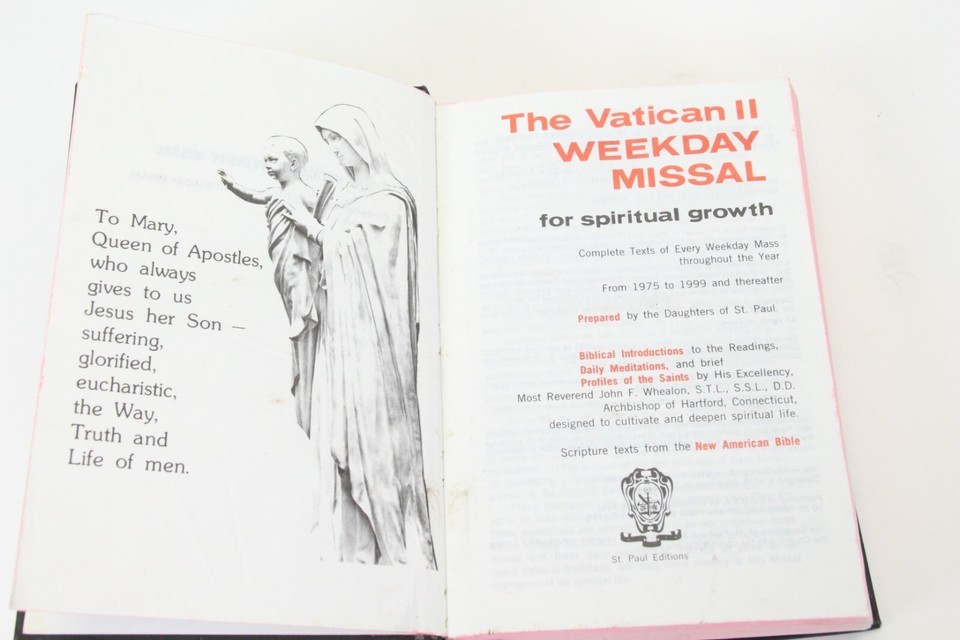 To Mary,
Queen of Apostles,
who always
gives to us
Jesus her Son —
suffering,
glorified,
eucharistic,
the Way,
Truth and
Life of men.
The Vatican II
WEEKDAY
MISSAL
for spiritual growth
Complete Texts of Every Weekday Mass
throughout the Year
From 1975 to 1999 and thereafter
Prepared by the Daughters of St. Paul
Biblical Introductions to the Readings,
Daily Meditations, and brief
Profiles of the Saints by His Excellency,
Most Reverend John F. Whealon, S.T.L., S.S.L., D.D.
Archbishop of Hartford, Connecticut,
designed to cultivate and deepen spiritual life.
Scripture texts from the New American Bible
St. Paul Editions